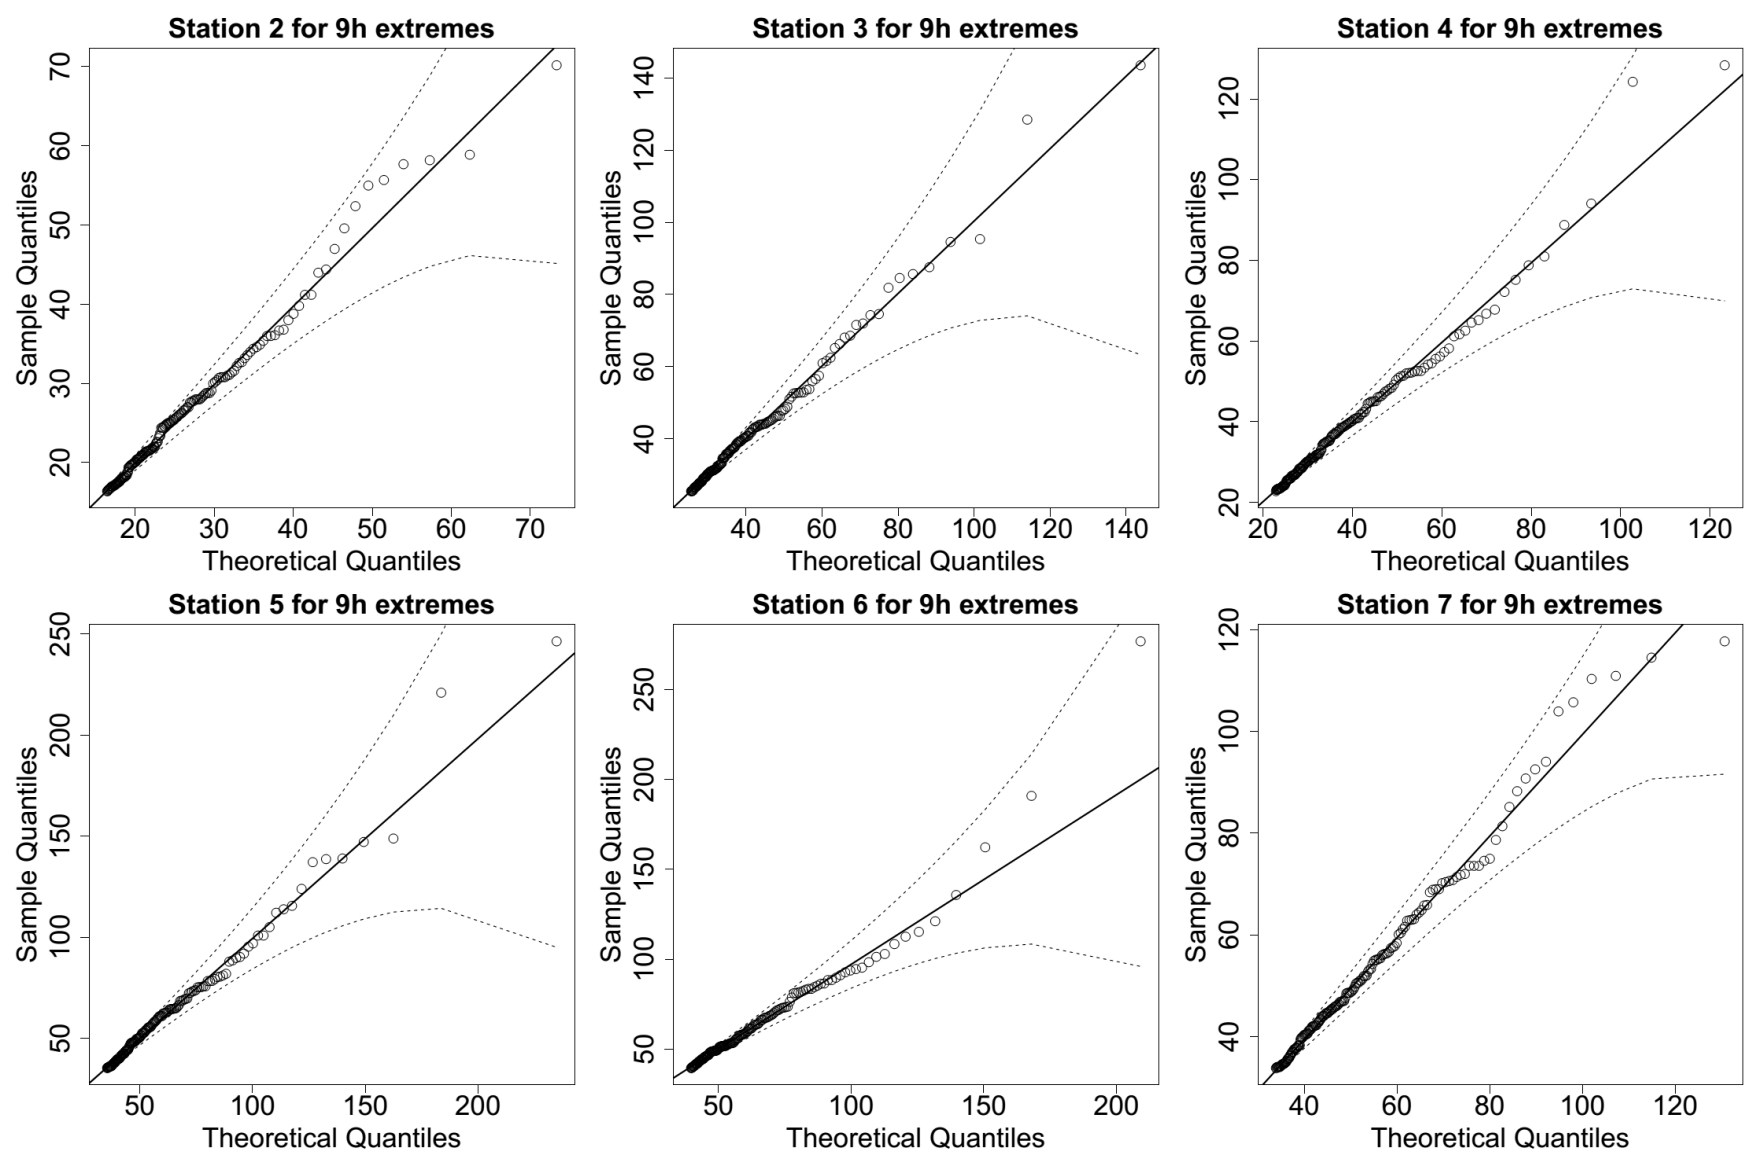 Station 2 for 9h extremes
Sample Quantiles
70
60
50
40
30
20
20 30 40 50 60 70
Theoretical Quantiles
Station 3 for 9h extremes
Sample Quantiles
140
120
100
80
60
40
40 60 80 100 120 140
Theoretical Quantiles
Station 4 for 9h extremes
Sample Quantiles
120
100
80
60
40
20
20 40 60 80 100 120
Theoretical Quantiles
Station 5 for 9h extremes
Sample Quantiles
250
200
150
100
50
50 100 150 200
Theoretical Quantiles
Station 6 for 9h extremes
Sample Quantiles
250
200
150
100
50
50 100 150 200
Theoretical Quantiles
Station 7 for 9h extremes
Sample Quantiles
120
100
80
60
40
40 60 80 100 120
Theoretical Quantiles